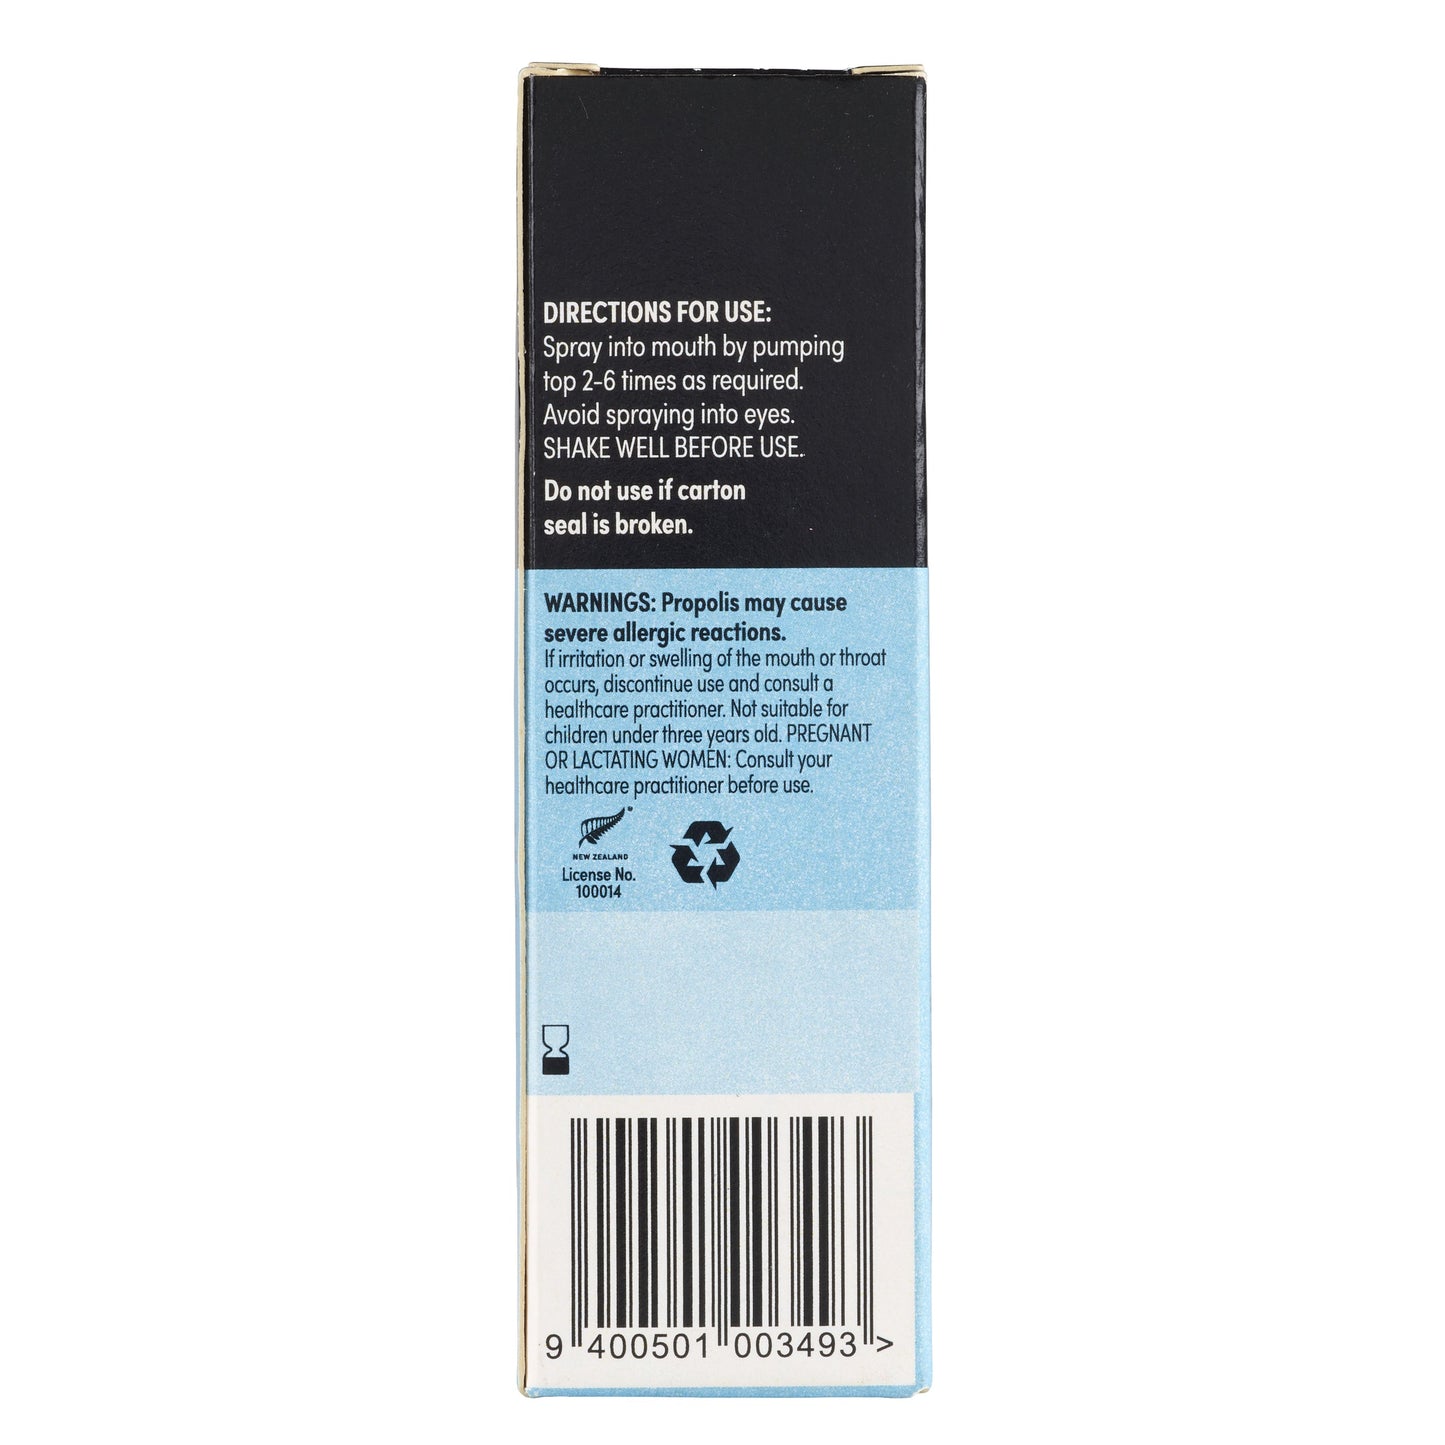 DIRECTIONS FOR USE:
Spray into mouth by pumping
top 2-6 times as required.
Avoid spraying into eyes.
SHAKE WELL BEFORE USE.
Do not use if carton
seal is broken.
WARNINGS: Propolis may cause
severe allergic reactions.
If irritation or swelling of the mouth or throat
occurs, discontinue use and consult a
healthcare practitioner. Not suitable for
children under three years old. PREGNANT
OR LACTATING WOMEN: Consult your
healthcare practitioner before use.
NEW ZEALAND
License No.
100014
9 400501 003493 >